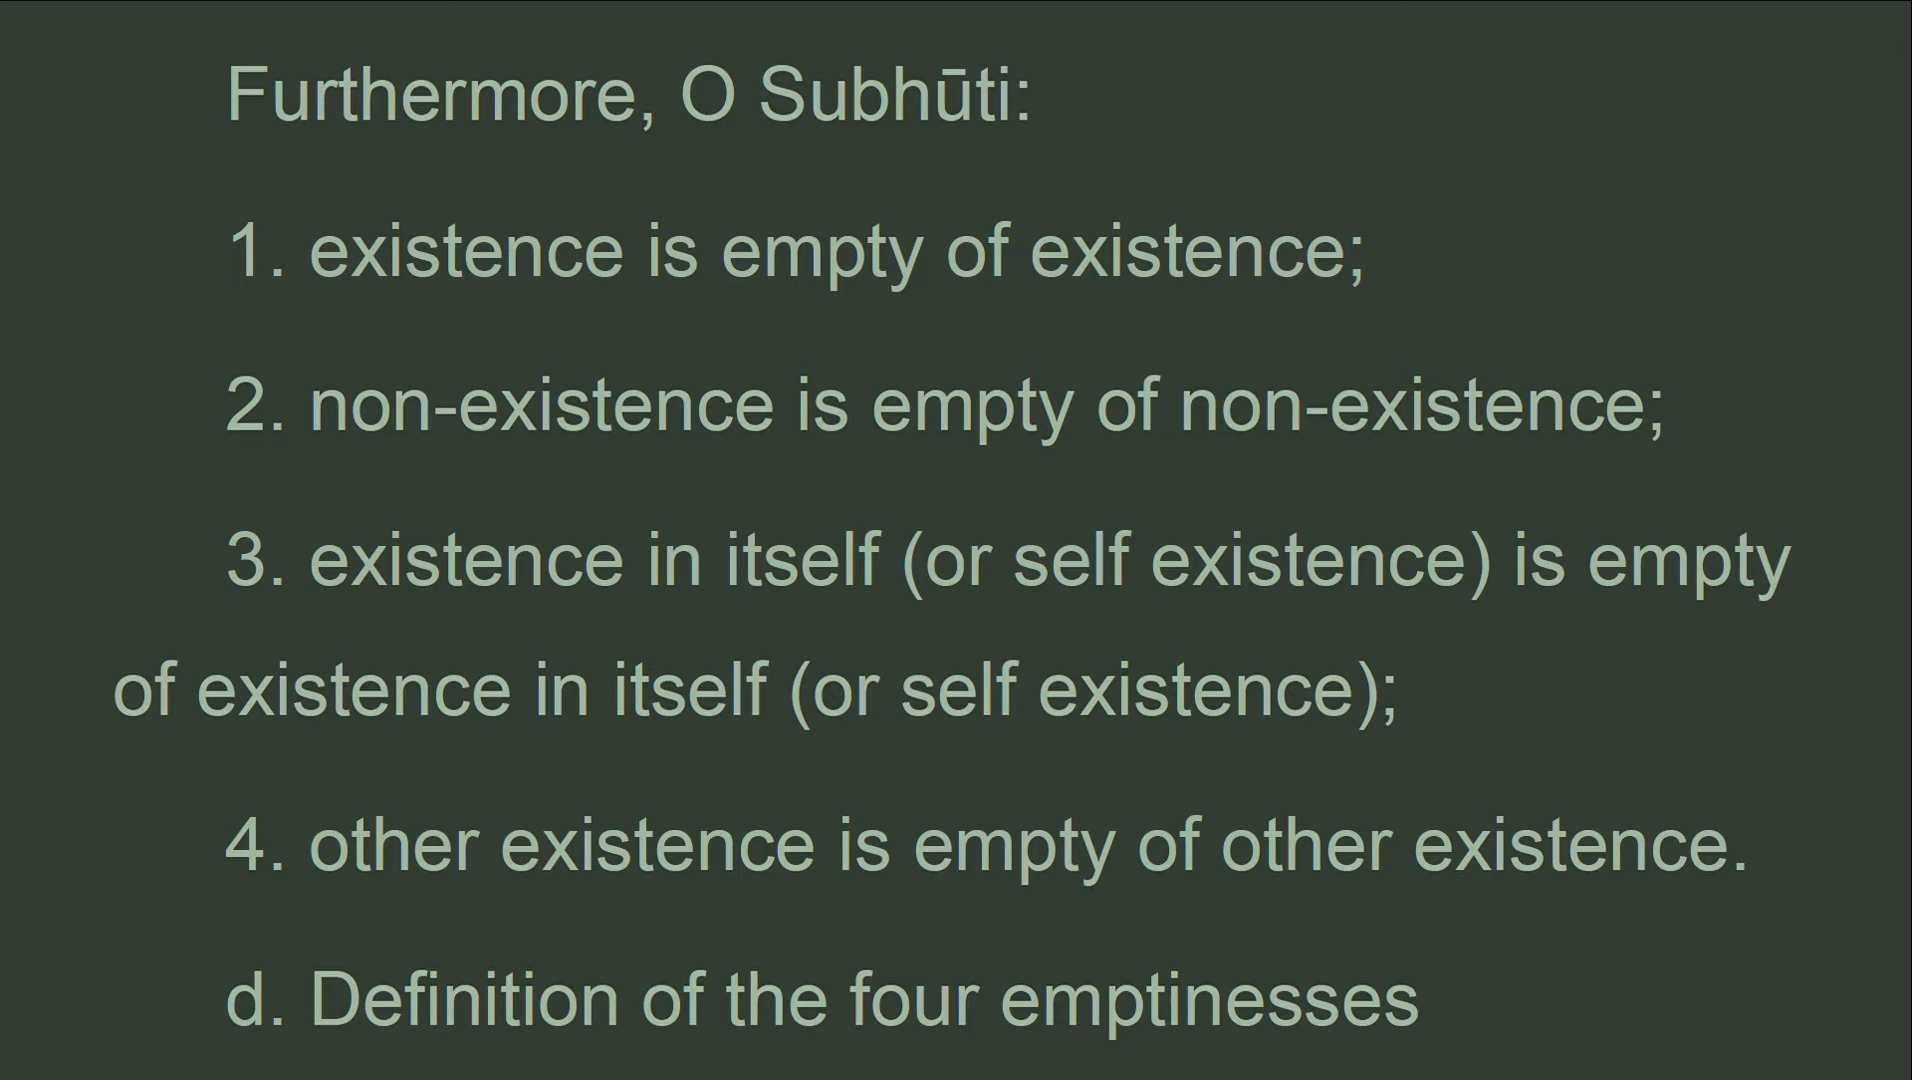 Furthermore, O Subhūti:
1. existence is empty of existence;
2. non-existence is empty of non-existence;
3. existence in itself (or self existence) is empty
of existence in itself (or self existence);
4. other existence is empty of other existence.
d. Definition of the four emptinesses